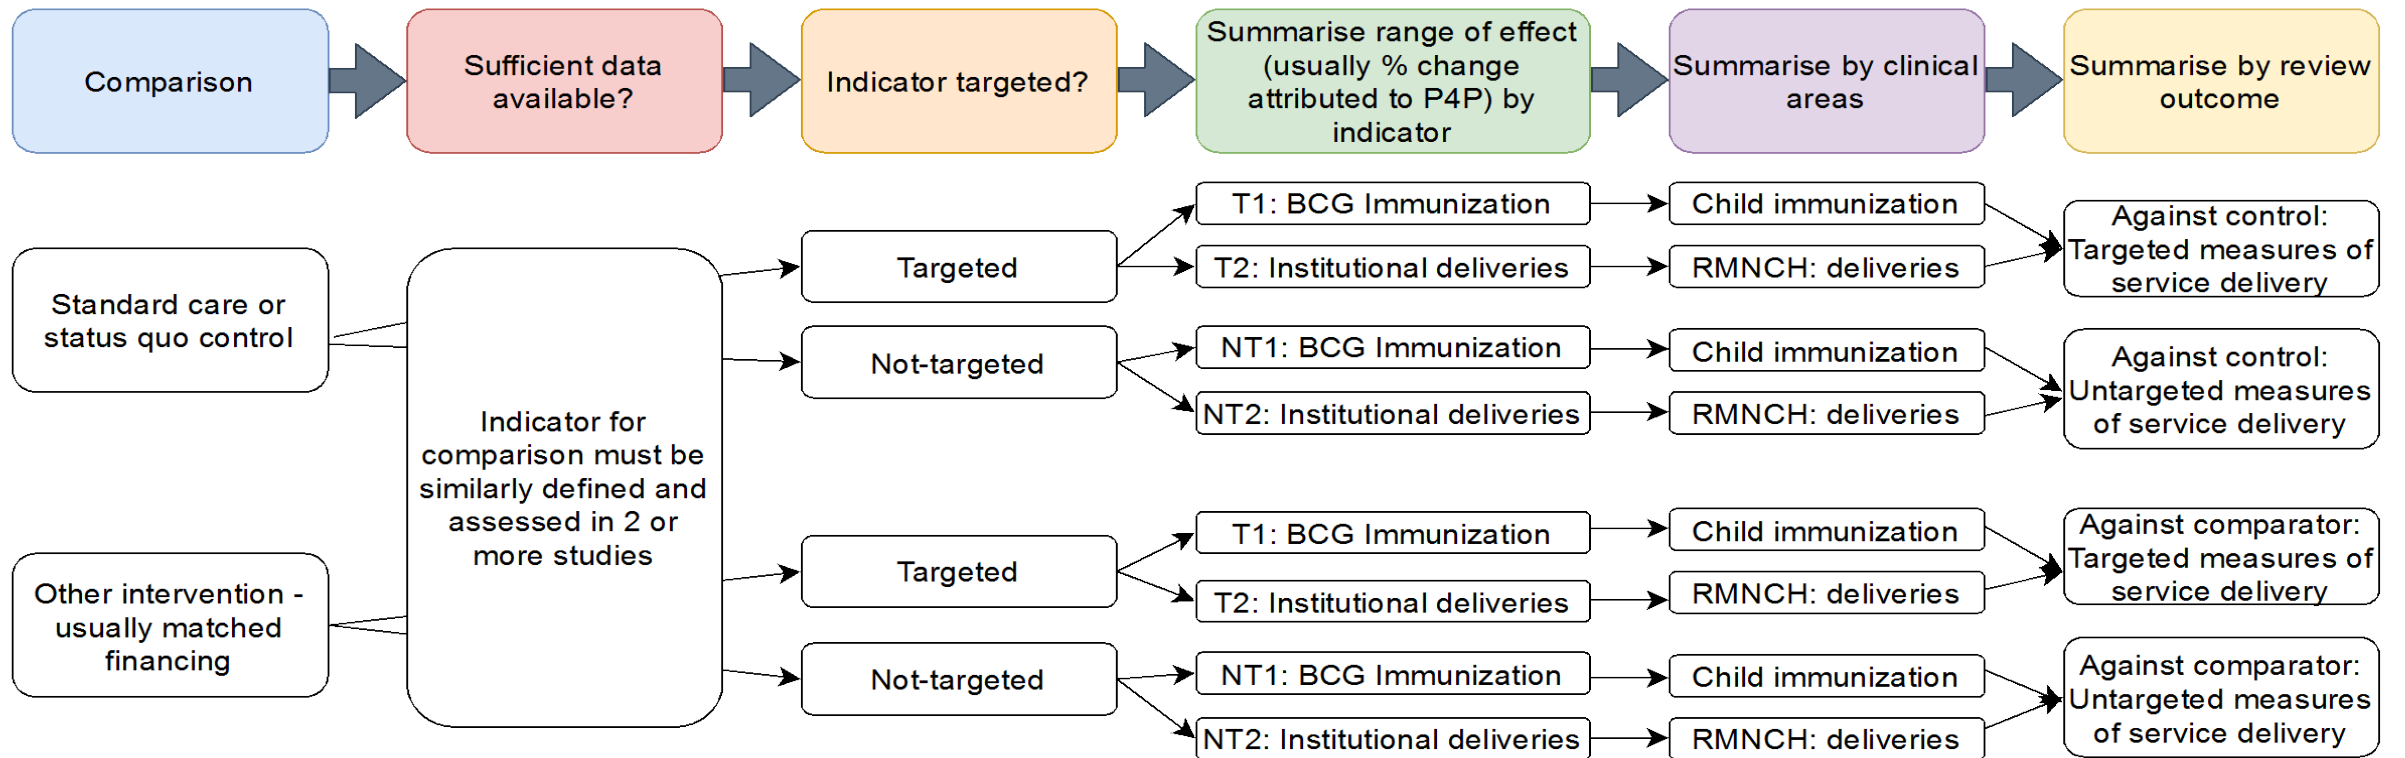 Comparison
Sufficient data
available?
Indicator targeted?
Summarise range of effect
(usually % change
attributed to P4P) by
indicator
Summarise by clinical
areas
Summarise by review
outcome
Standard care or
status quo control
Other intervention -
usually matched
financing
Indicator for
comparison must be
similarly defined and
assessed in 2 or
more studies
Targeted
Not-targeted
Targeted
Not-targeted
T1: BCG Immunization
T2: Institutional deliveries
NT1: BCG Immunization
NT2: Institutional deliveries
T1: BCG Immunization
T2: Institutional deliveries
NT1: BCG Immunization
NT2: Institutional deliveries
Child immunization
RMNCH: deliveries
Child immunization
RMNCH: deliveries
Child immunization
RMNCH: deliveries
Child immunization
RMNCH: deliveries
Against control:
Targeted measures of
service delivery
Against control:
Untargeted measures
of service delivery
Against comparator:
Targeted measures of
service delivery
Against comparator:
Untargeted measures
of service delivery